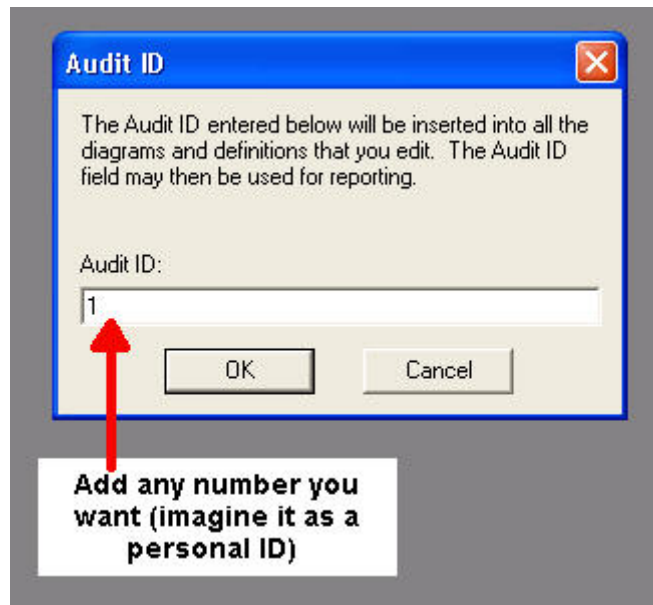 Audit ID
The Audit ID entered below will be inserted into all the
diagrams and definitions that you edit. The Audit ID
field may then be used for reporting.
Audit ID:
1
OK Cancel
Add any number you
want (imagine it as a
personal ID)